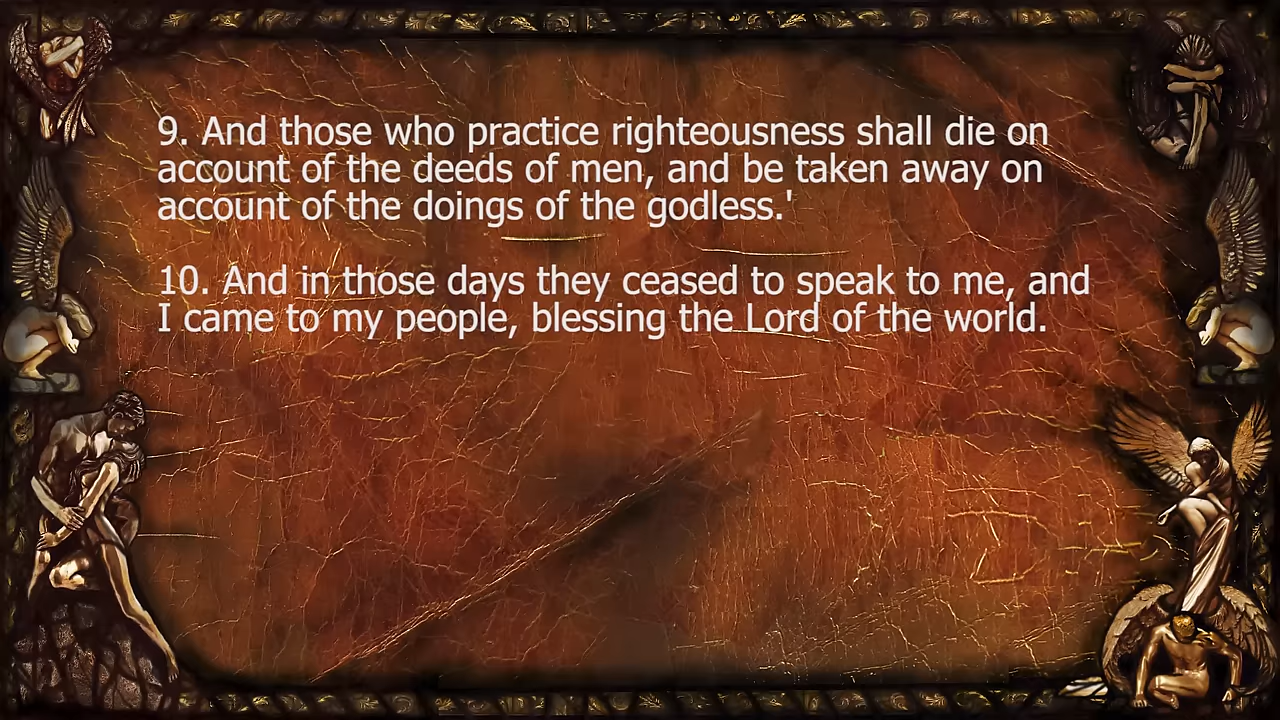 9. And those who practice righteousness shall die on
account of the deeds of men, and be taken away on
account of the doings of the godless.'
10. And in those days they ceased to speak to me, and
I came to my people, blessing the Lord of the world.